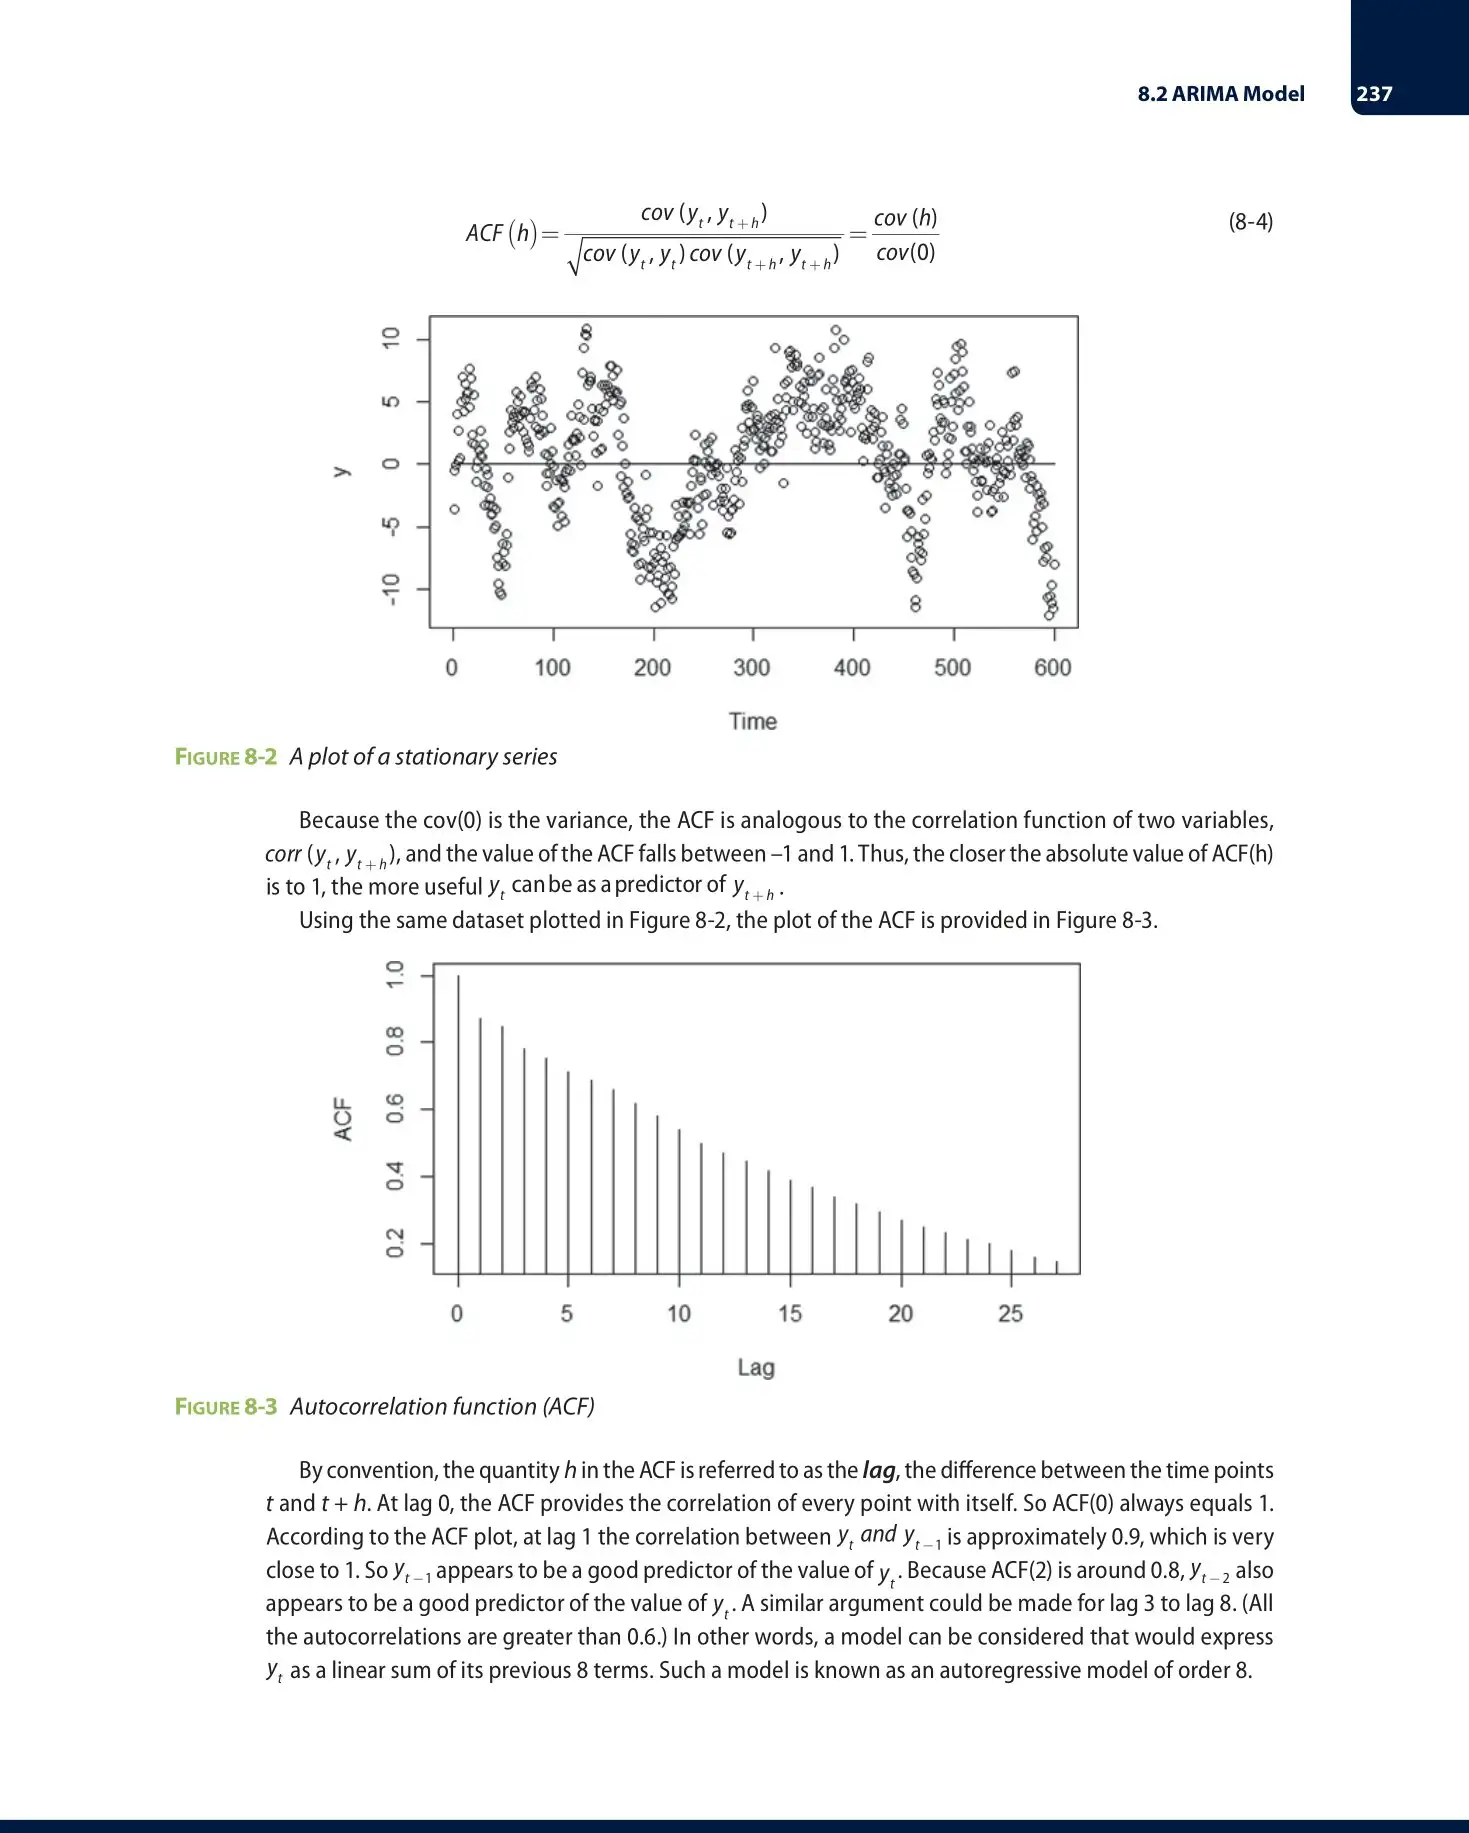 8.2 ARIMA Model 237
ACF (h) = cov (y_t, y_{t+h}) / √(cov (y_t, y_t) cov (y_{t+h}, y_{t+h})) = cov (h) / cov(0) (8-4)
10
5
0
-5
-10
y
0 100 200 300 400 500 600
Time
FIGURE 8-2 A plot of a stationary series
Because the cov(0) is the variance, the ACF is analogous to the correlation function of two variables,
corr (y_t, y_{t+h}), and the value of the ACF falls between –1 and 1. Thus, the closer the absolute value of ACF(h)
is to 1, the more useful y_t can be as a predictor of y_{t+h}.
Using the same dataset plotted in Figure 8-2, the plot of the ACF is provided in Figure 8-3.
1.0
0.8
0.6
0.4
0.2
ACF
0 5 10 15 20 25
Lag
FIGURE 8-3 Autocorrelation function (ACF)
By convention, the quantity h in the ACF is referred to as the lag, the difference between the time points
t and t + h. At lag 0, the ACF provides the correlation of every point with itself. So ACF(0) always equals 1.
According to the ACF plot, at lag 1 the correlation between y_t and y_{t−1} is approximately 0.9, which is very
close to 1. So y_{t−1} appears to be a good predictor of the value of y_t. Because ACF(2) is around 0.8, y_{t−2} also
appears to be a good predictor of the value of y_t. A similar argument could be made for lag 3 to lag 8. (All
the autocorrelations are greater than 0.6.) In other words, a model can be considered that would express
y_t as a linear sum of its previous 8 terms. Such a model is known as an autoregressive model of order 8.